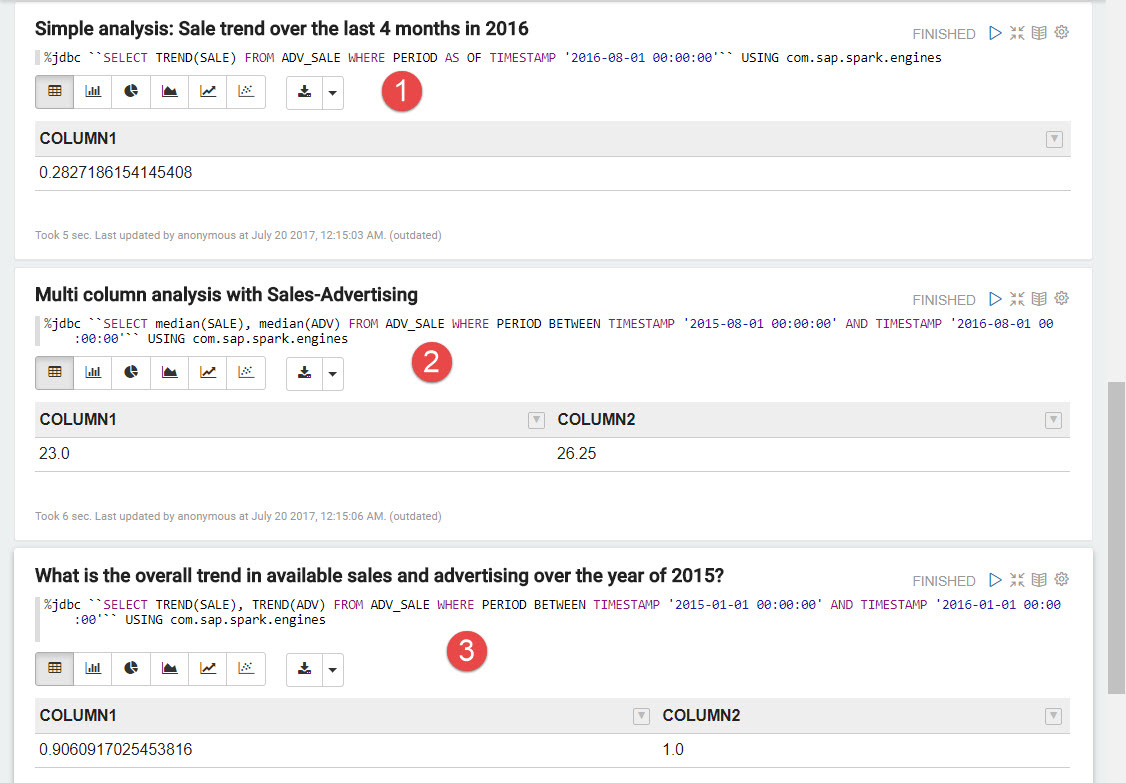 Simple analysis: Sale trend over the last 4 months in 2016
FINISHED
%jdbc ``SELECT TREND(SALE) FROM ADV_SALE WHERE PERIOD AS OF TIMESTAMP '2016-08-01 00:00:00'`` USING com.sap.spark.engines
1
COLUMN1
0.2827186154145408
Took 5 sec. Last updated by anonymous at July 20 2017, 12:15:03 AM. (outdated)
Multi column analysis with Sales-Advertising
FINISHED
%jdbc ``SELECT median(SALE), median(ADV) FROM ADV_SALE WHERE PERIOD BETWEEN TIMESTAMP '2015-08-01 00:00:00' AND TIMESTAMP '2016-08-01 00
:00:00'`` USING com.sap.spark.engines
2
COLUMN1 COLUMN2
23.0 26.25
Took 6 sec. Last updated by anonymous at July 20 2017, 12:15:06 AM. (outdated)
What is the overall trend in available sales and advertising over the year of 2015?
FINISHED
%jdbc ``SELECT TREND(SALE), TREND(ADV) FROM ADV_SALE WHERE PERIOD BETWEEN TIMESTAMP '2015-01-01 00:00:00' AND TIMESTAMP '2016-01-01 00:00
:00'`` USING com.sap.spark.engines
3
COLUMN1 COLUMN2
0.9060917025453816 1.0